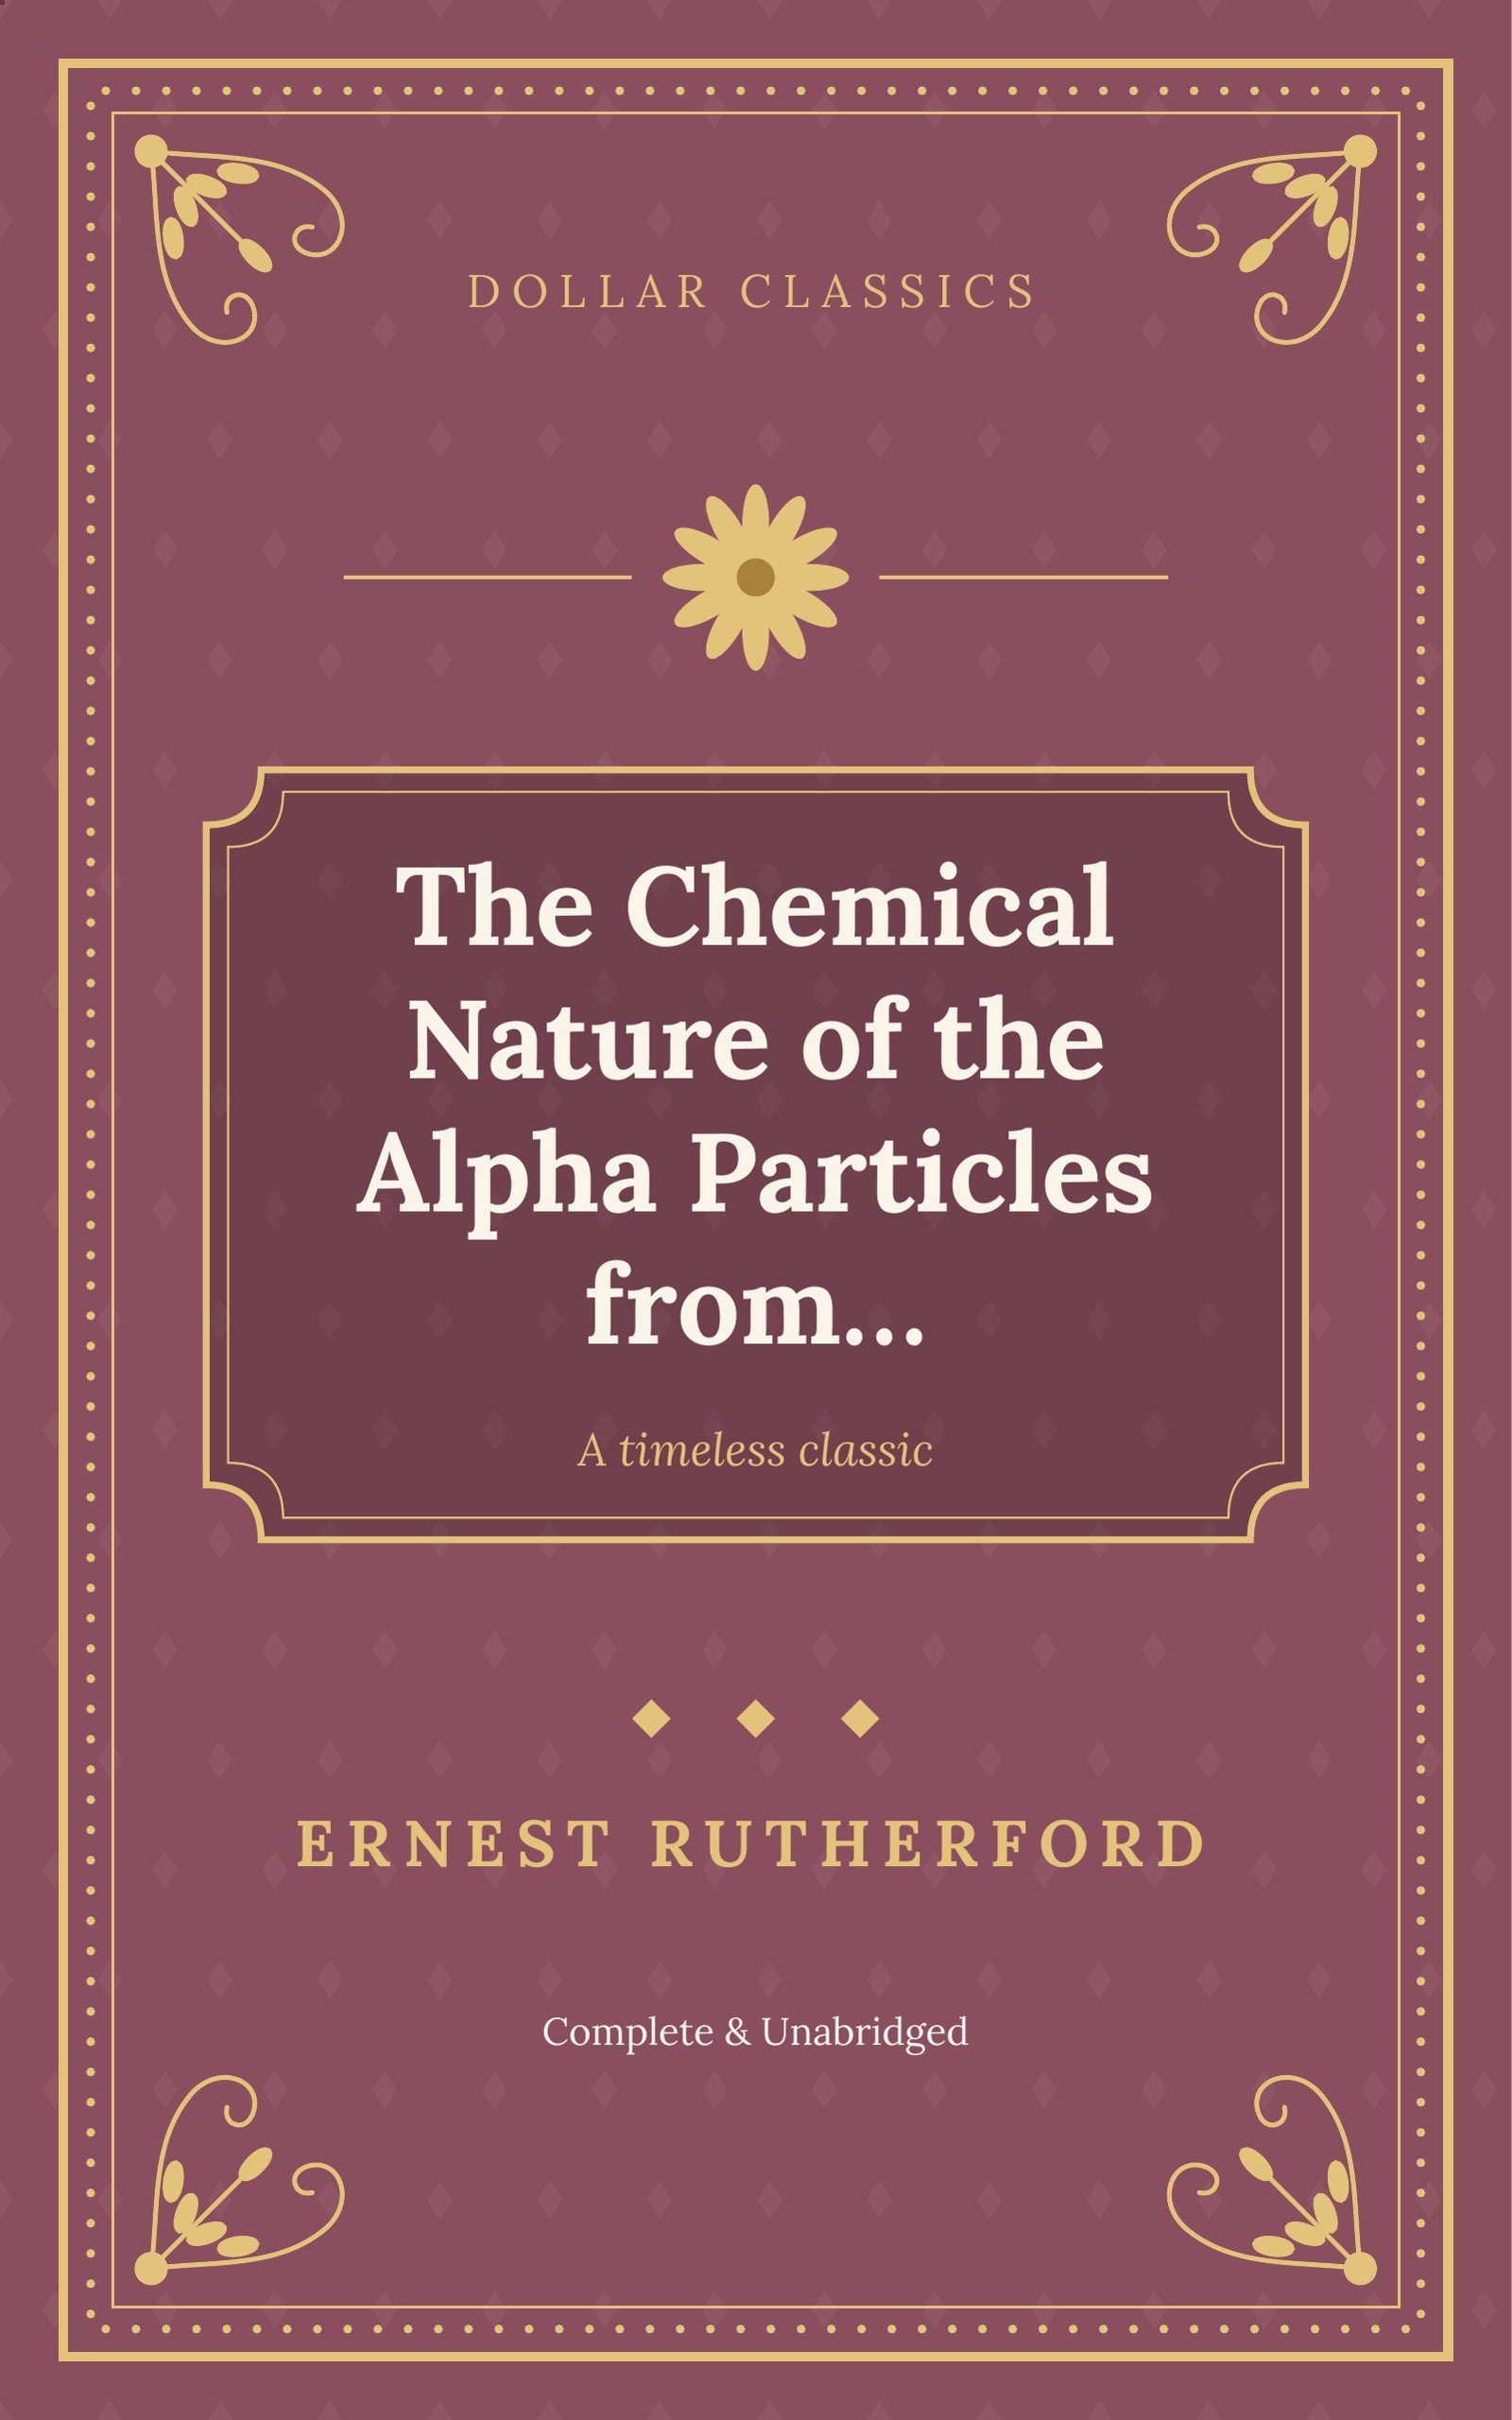 DOLLAR CLASSICS
The Chemical
Nature of the
Alpha Particles
from...
A timeless classic
ERNEST RUTHERFORD
Complete & Unabridged